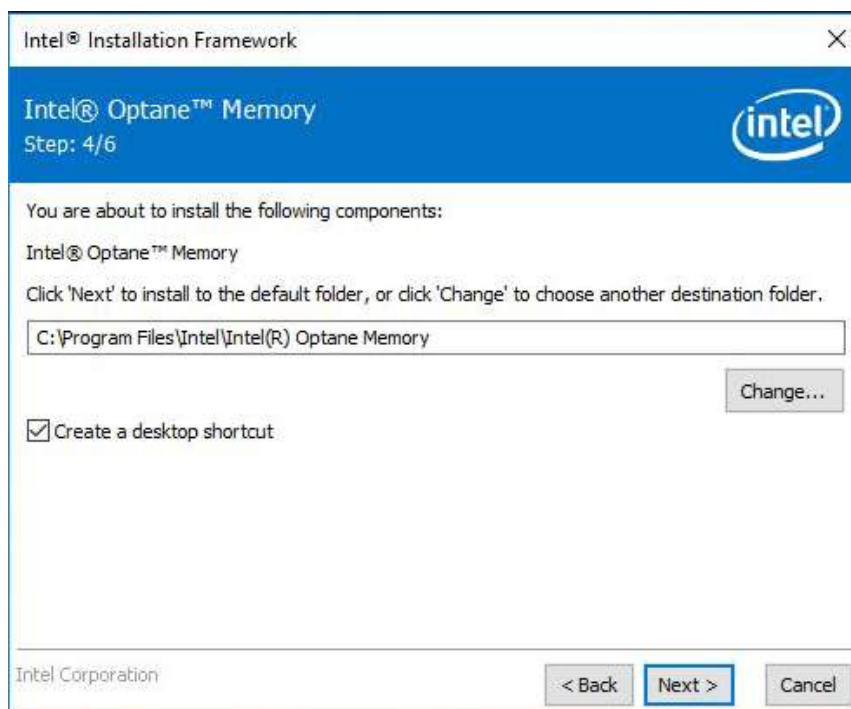 Intel® Installation Framework
Intel® Optane™ Memory
Step: 4/6
intel
You are about to install the following components:
Intel® Optane™ Memory
Click 'Next' to install to the default folder, or click 'Change' to choose another destination folder.
C:\Program Files\Intel\Intel(R) Optane Memory
Change...
Create a desktop shortcut
Intel Corporation
< Back
Next >
Cancel